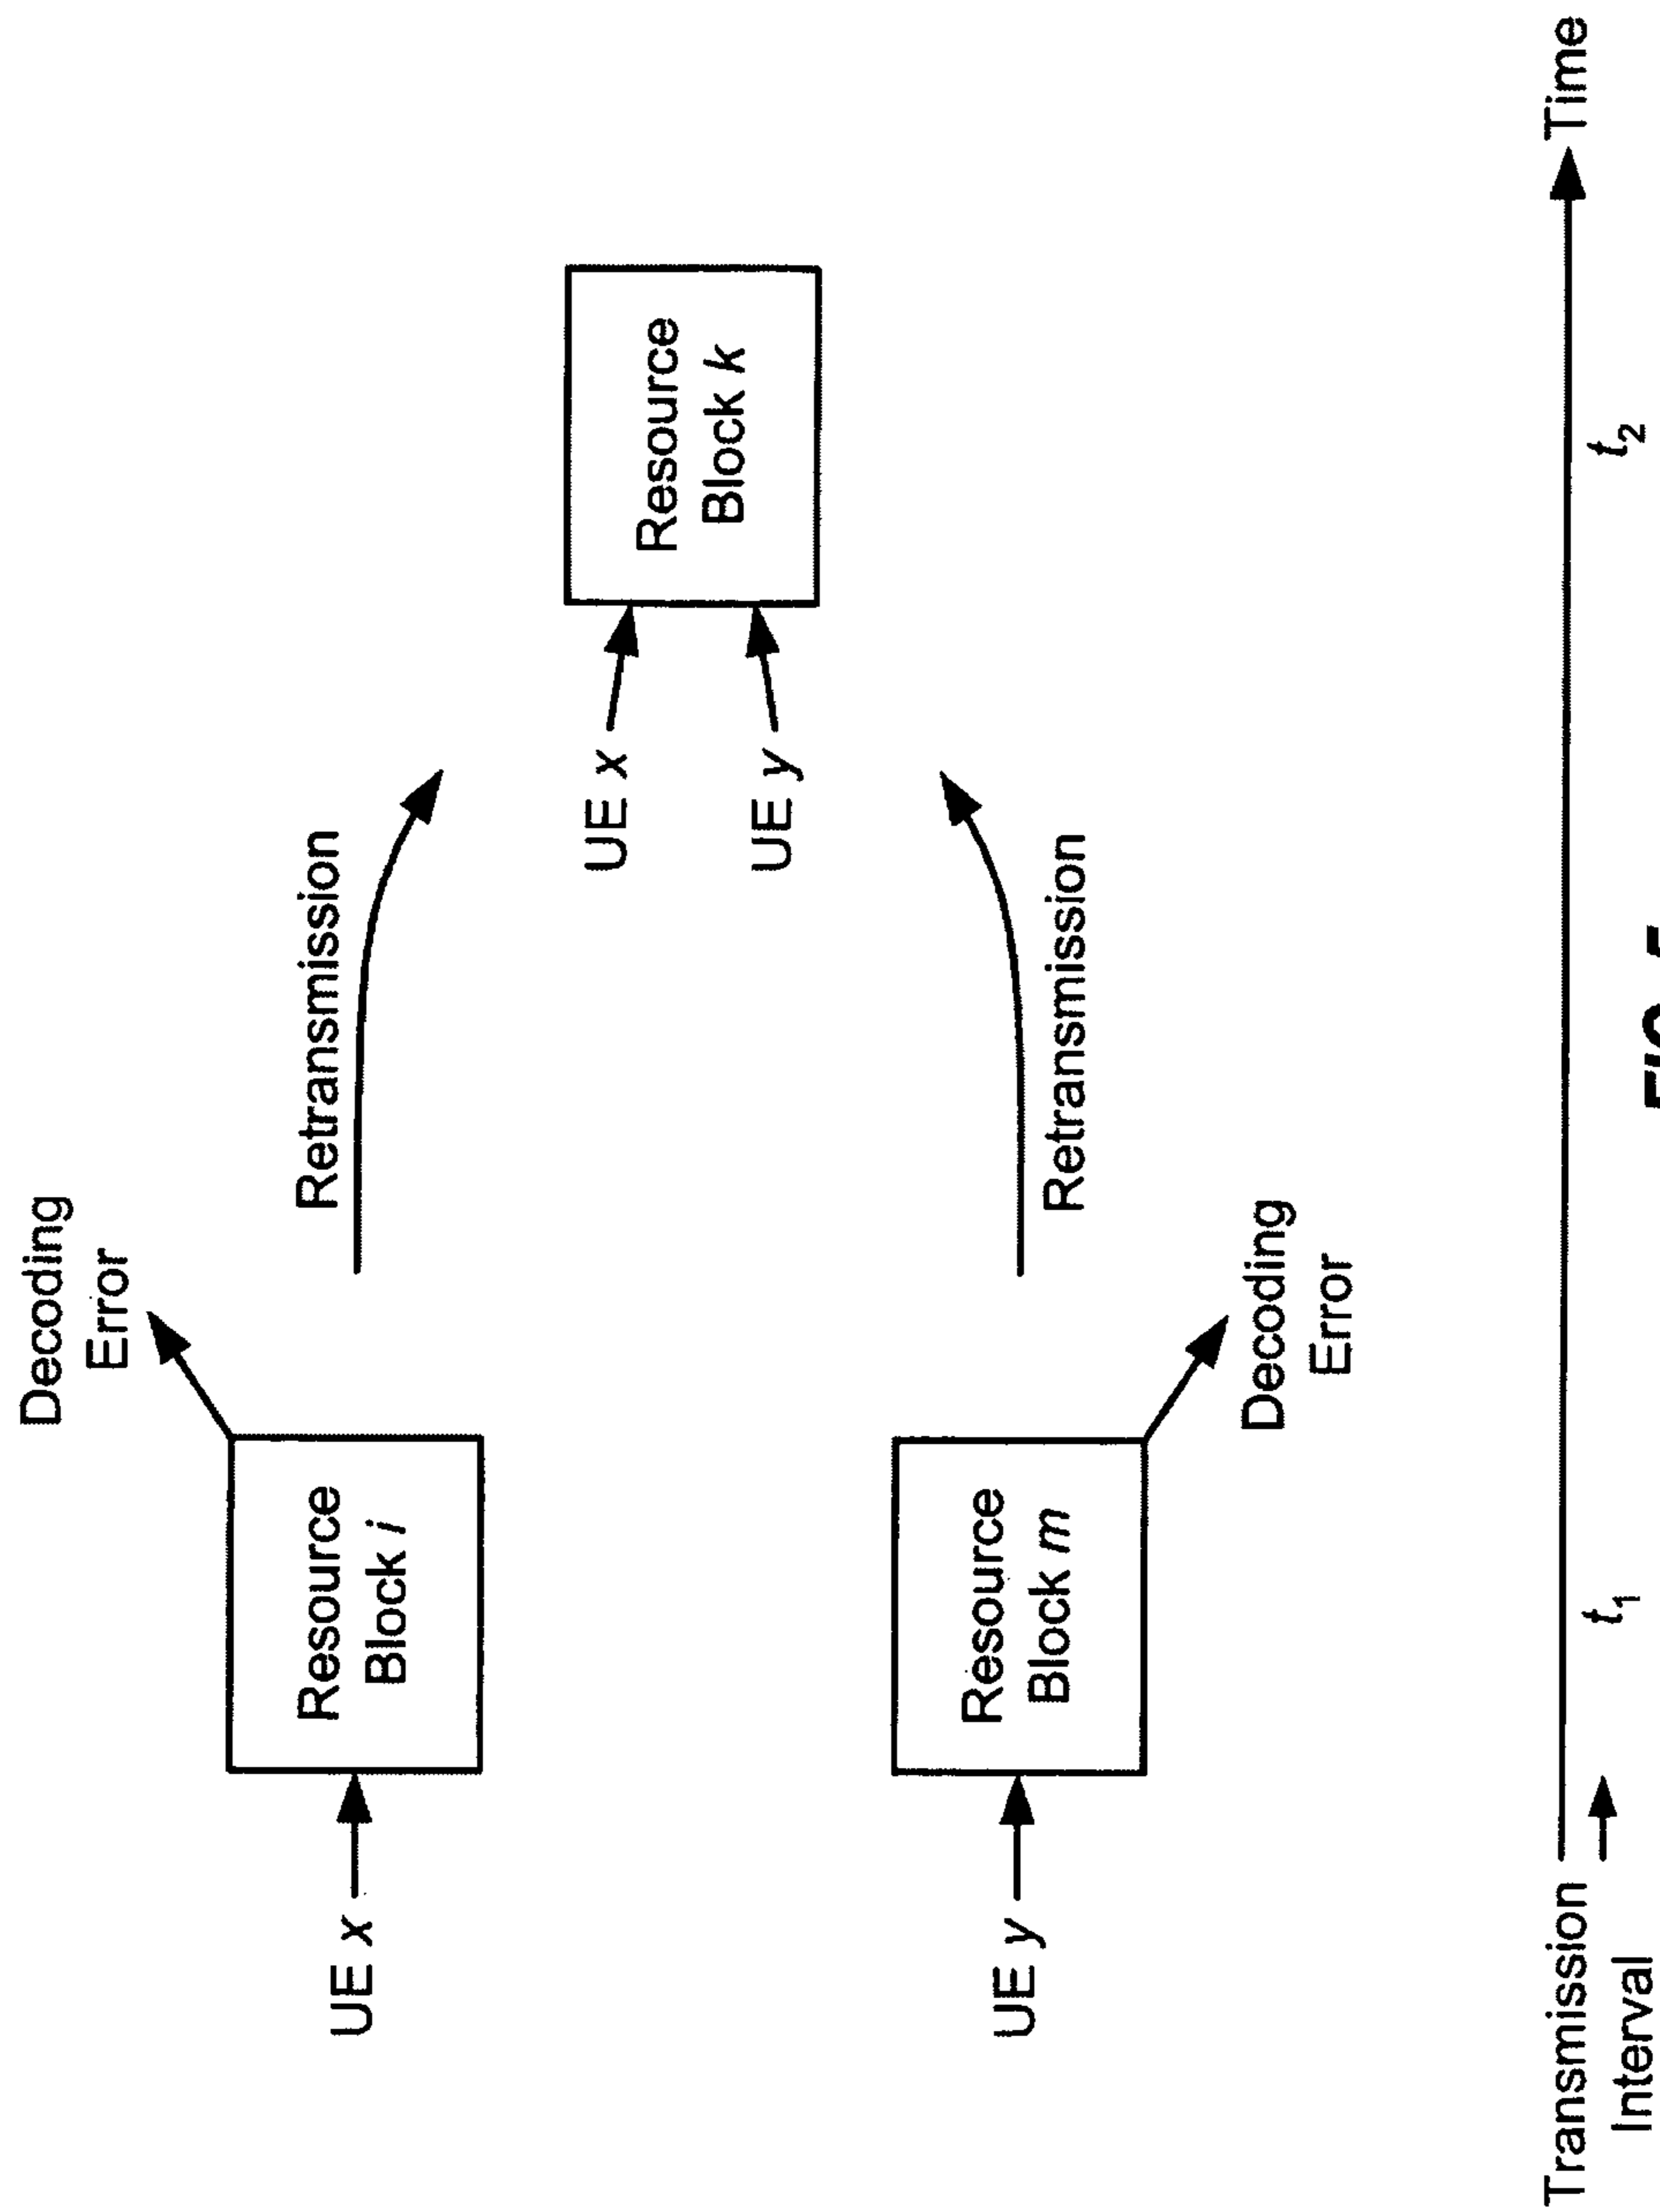 Decoding
Error
UE x
Resource
Block i
Retransmission
UE x
UE y
Resource
Block k
UE y
Resource
Block m
Retransmission
Decoding
Error
Transmission
Interval
t1
t2
Time